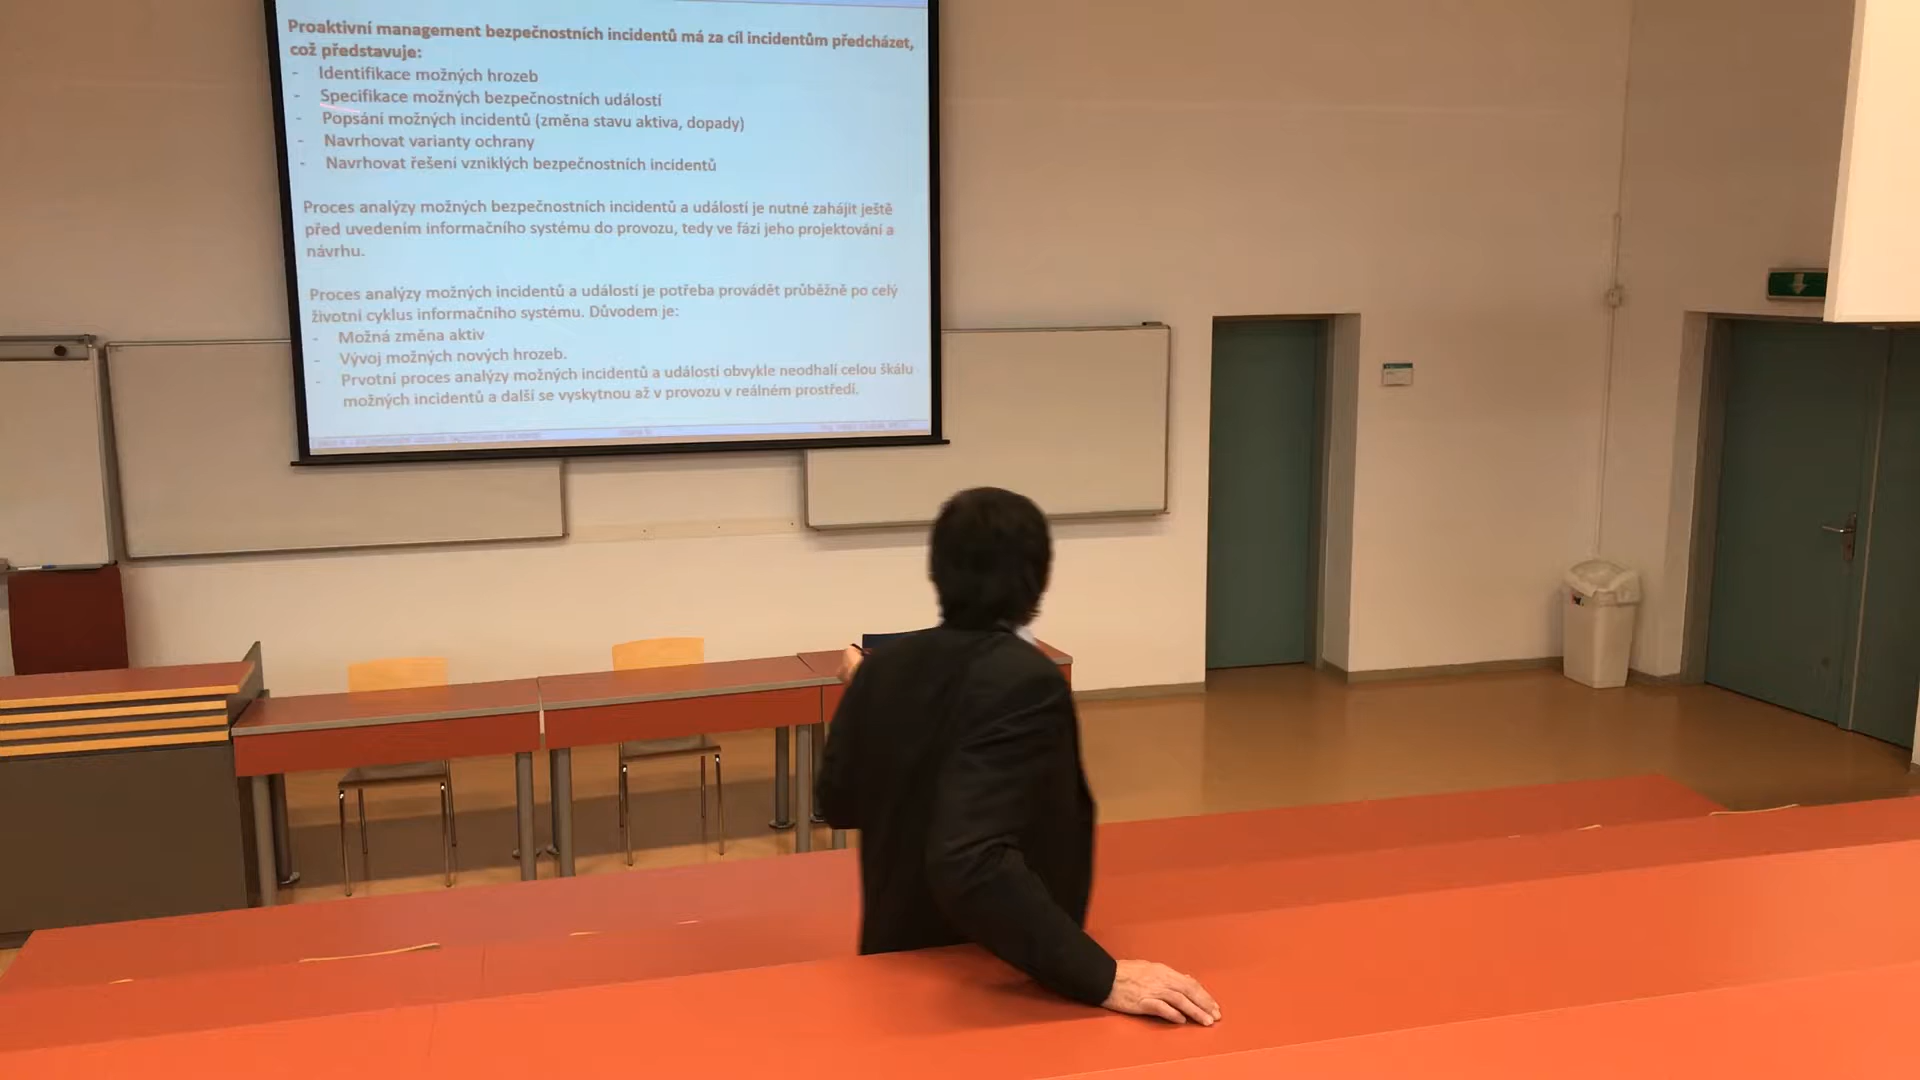 Proaktivní management bezpečnostních incidentů má za cíl incidentům předcházet,
což představuje:
- Identifikace možných hrozeb
- Specifikace možných bezpečnostních událostí
- Popsání možných incidentů (změna stavu aktiva, dopady)
- Navrhovat varianty ochrany
- Navrhovat řešení vzniklých bezpečnostních incidentů
Proces analýzy možných bezpečnostních incidentů a událostí je nutné zahájit ještě
před uvedením informačního systému do provozu, tedy ve fázi jeho projektování a
návrhu.
Proces analýzy možných incidentů a událostí je potřeba provádět průběžně po celý
životní cyklus informačního systému. Důvodem je:
- Možná změna aktiv
- Vývoj možných nových hrozeb.
- Prvotní proces analýzy možných incidentů a událostí obvykle neodhalí celou škálu
možných incidentů a další se vyskytnou až v provozu v reálném prostředí.